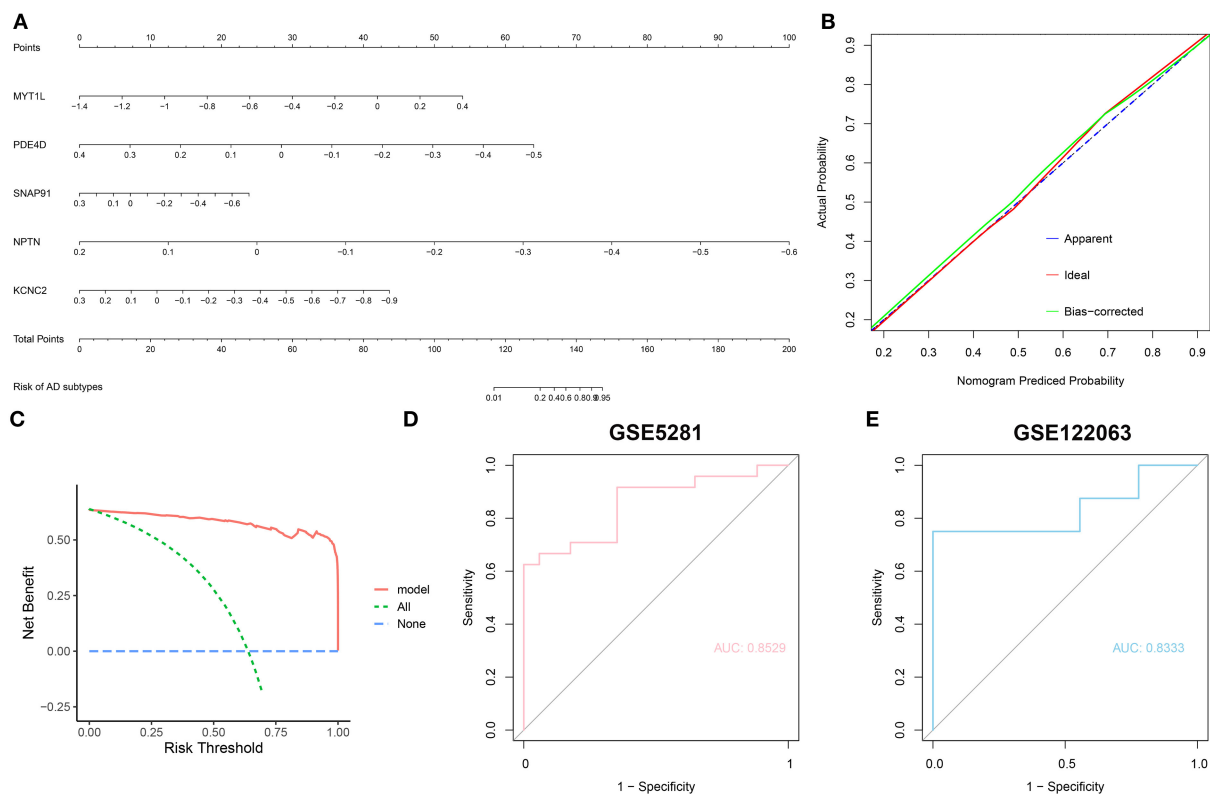 A
Points
0 10 20 30 40 50 60 70 80 90 100
MYT1L
−1.4 −1.2 −1 −0.8 −0.6 −0.4 −0.2 0 0.2 0.4
PDE4D
0.4 0.3 0.2 0.1 0 −0.1 −0.2 −0.3 −0.4 −0.5
SNAP91
0.3 0.1 0 −0.2 −0.4 −0.6
NPTN
0.2 0.1 0 −0.1 −0.2 −0.3 −0.4 −0.5 −0.6
KCNC2
0.3 0.2 0.1 0 −0.1 −0.2 −0.3 −0.4 −0.5 −0.6 −0.7 −0.8 −0.9
Total Points
0 20 40 60 80 100 120 140 160 180 200
Risk of AD subtypes
0.01 0.2 0.4 0.6 0.8 0.9 0.95
B
Actual Probability
0.9
0.8
0.7
0.6
0.5
0.4
0.3
0.2
Apparent
Ideal
Bias−corrected
0.2 0.3 0.4 0.5 0.6 0.7 0.8 0.9
Nomogram Prediced Probability
C
Net Benefit
0.50
0.25
0.00
−0.25
0.00 0.25 0.50 0.75 1.00
Risk Threshold
model
All
None
D
GSE5281
Sensitivity
1.0
0.8
0.6
0.4
0.2
0.0
AUC: 0.8529
0 1
1 − Specificity
E
GSE122063
Sensitivity
1.0
0.8
0.6
0.4
0.2
0.0
AUC: 0.8333
0.0 0.5 1.0
1 − Specificity